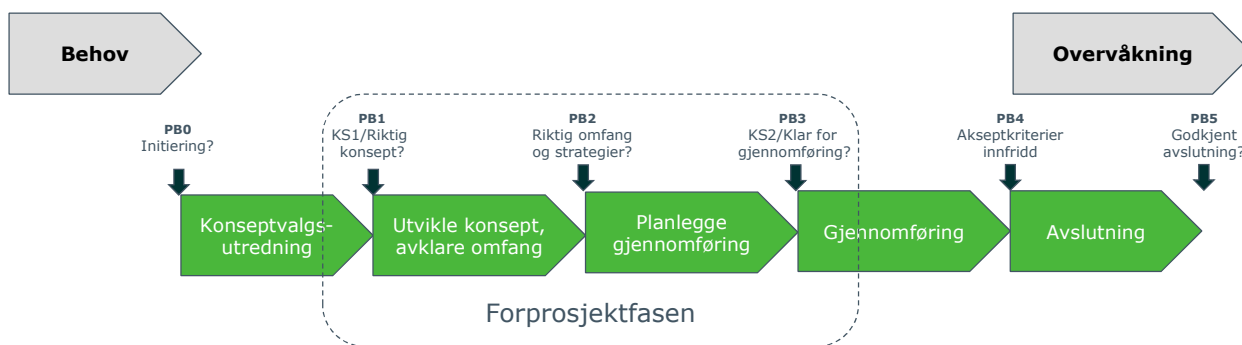 Behov
Overvåkning
PB0
Initiering?
PB1
KS1/Riktig
konsept?
PB2
Riktig omfang
og strategier?
PB3
KS2/Klar for
gjennomføring?
PB4
Akseptkriterier
innfridd
PB5
Godkjent
avslutning?
Konseptvalgs-
utredning
Utvikle konsept,
avklare omfang
Planlegge
gjennomføring
Gjennomføring
Avslutning
Forprosjektfasen